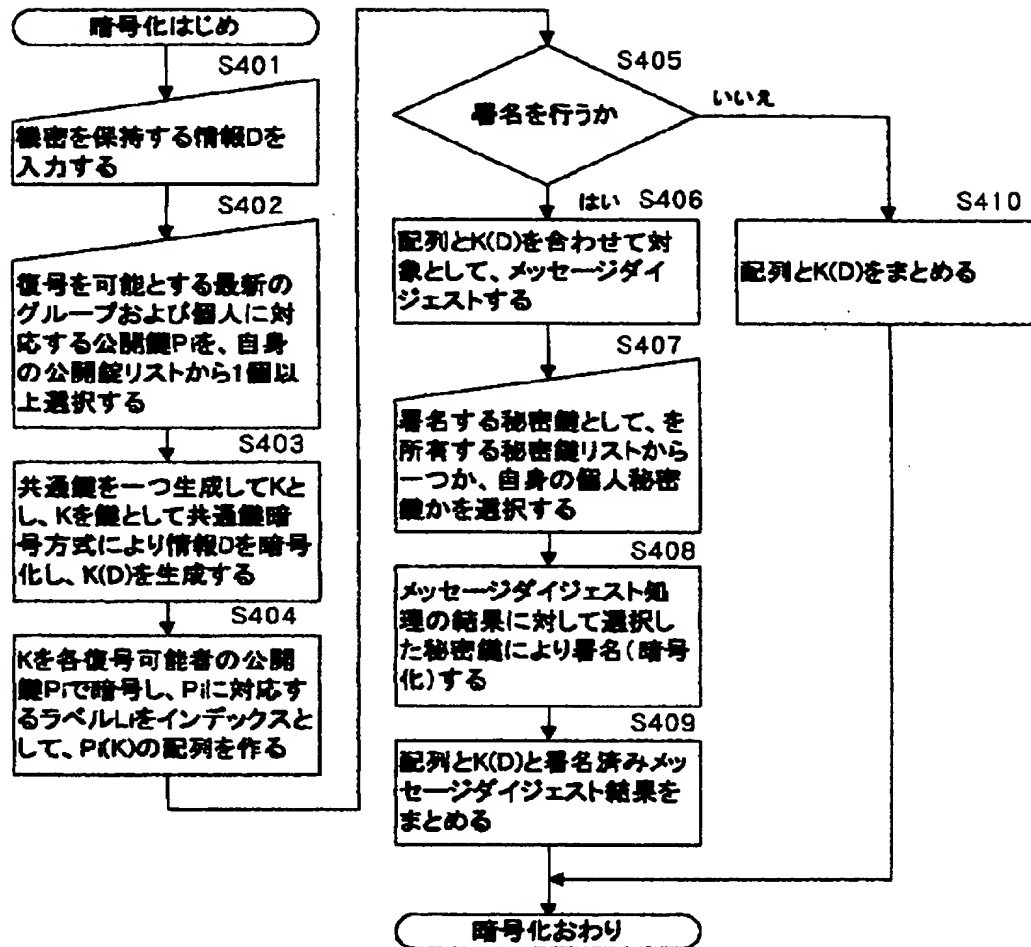 暗号化はじめ
S401
機密を保持する情報Dを
入力する
S402
復号を可能とする最新の
グループおよび個人に対
応する公開鍵Piを、自身
の公開錠リストから1個以
上選択する
S403
共通鍵を一つ生成してKと
し、Kを鍵として共通鍵暗
号方式により情報Dを暗号
化し、K(D)を生成する
S404
Kを各復号可能者の公開
鍵Piで暗号し、Piに対応す
るラベルLiをインデックスと
して、Pi(K)の配列を作る
S405
署名を行うか
いいえ
はい
S406
配列とK(D)を合わせて対
象として、メッセージダイ
ジェストする
S407
署名する秘密鍵として、を
所有する秘密鍵リストから
一つか、自身の個人秘密
鍵かを選択する
S408
メッセージダイジェスト処
理の結果に対して選択し
た秘密鍵により署名(暗号
化)する
S409
配列とK(D)と署名済みメッ
セージダイジェスト結果を
まとめる
S410
配列とK(D)をまとめる
暗号化おわり